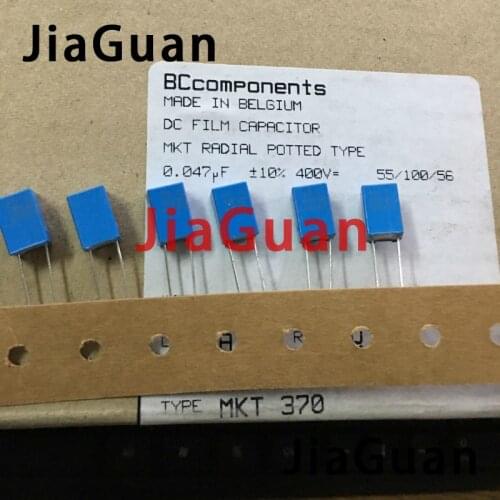 JiaGuan
BCcomponents
MADE IN BELGIUM
DC FILM CAPACITOR
MKT RADIAL POTTED TYPE
0.047µF ±10% 400V= 55/100/56
JiaGuan
L A R J
TYPE MKT 370
JiaGuan